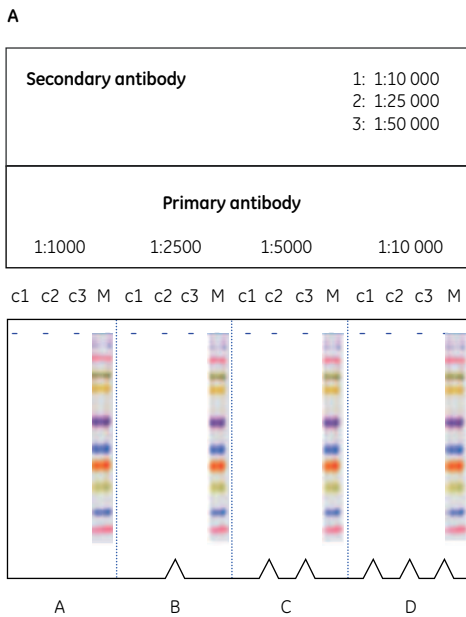 A
Secondary antibody 1: 1:10 000
2: 1:25 000
3: 1:50 000
Primary antibody
1:1000 1:2500 1:5000 1:10 000
c1 c2 c3 M c1 c2 c3 M c1 c2 c3 M c1 c2 c3 M
A B C D